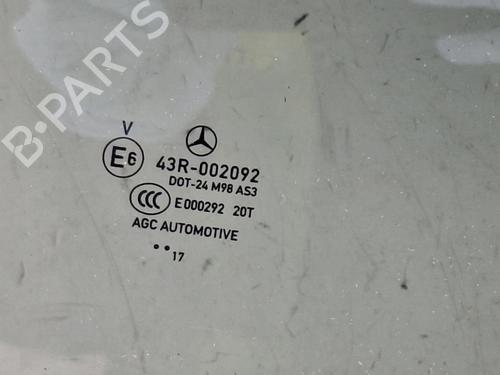 B-PARTS
V
E6 43R-002092
DOT-24 M98 AS3
CCC E000292 20T
AGC AUTOMOTIVE
.. 17